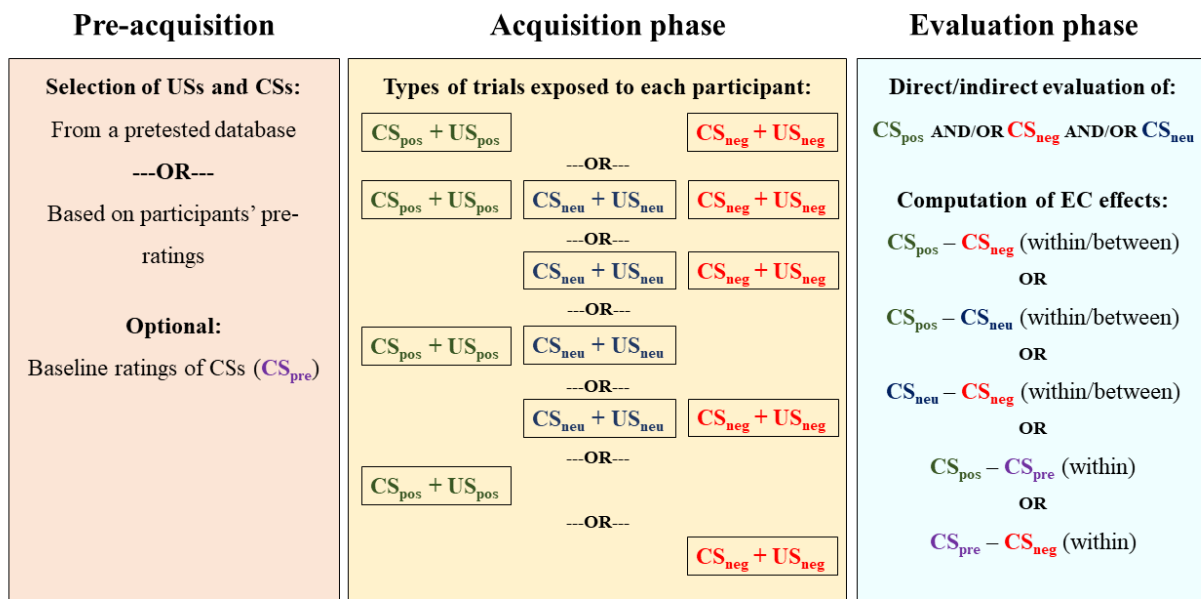 Pre-acquisition
Selection of USs and CSs:
From a pretested database
---OR---
Based on participants' pre-
ratings
Optional:
Baseline ratings of CSs (CSpre)
Acquisition phase
Types of trials exposed to each participant:
CSpos + USpos CSneg + USneg
---OR---
CSpos + USpos CSneu + USneu CSneg + USneg
---OR---
CSneu + USneu CSneg + USneg
---OR---
CSpos + USpos CSneu + USneu
---OR---
CSneu + USneu CSneg + USneg
---OR---
CSpos + USpos
---OR---
CSneg + USneg
Evaluation phase
Direct/indirect evaluation of:
CSpos AND/OR CSneg AND/OR CSneu
Computation of EC effects:
CSpos – CSneg (within/between)
OR
CSpos – CSneu (within/between)
OR
CSneu – CSneg (within/between)
OR
CSpos – CSpre (within)
OR
CSpre – CSneg (within)